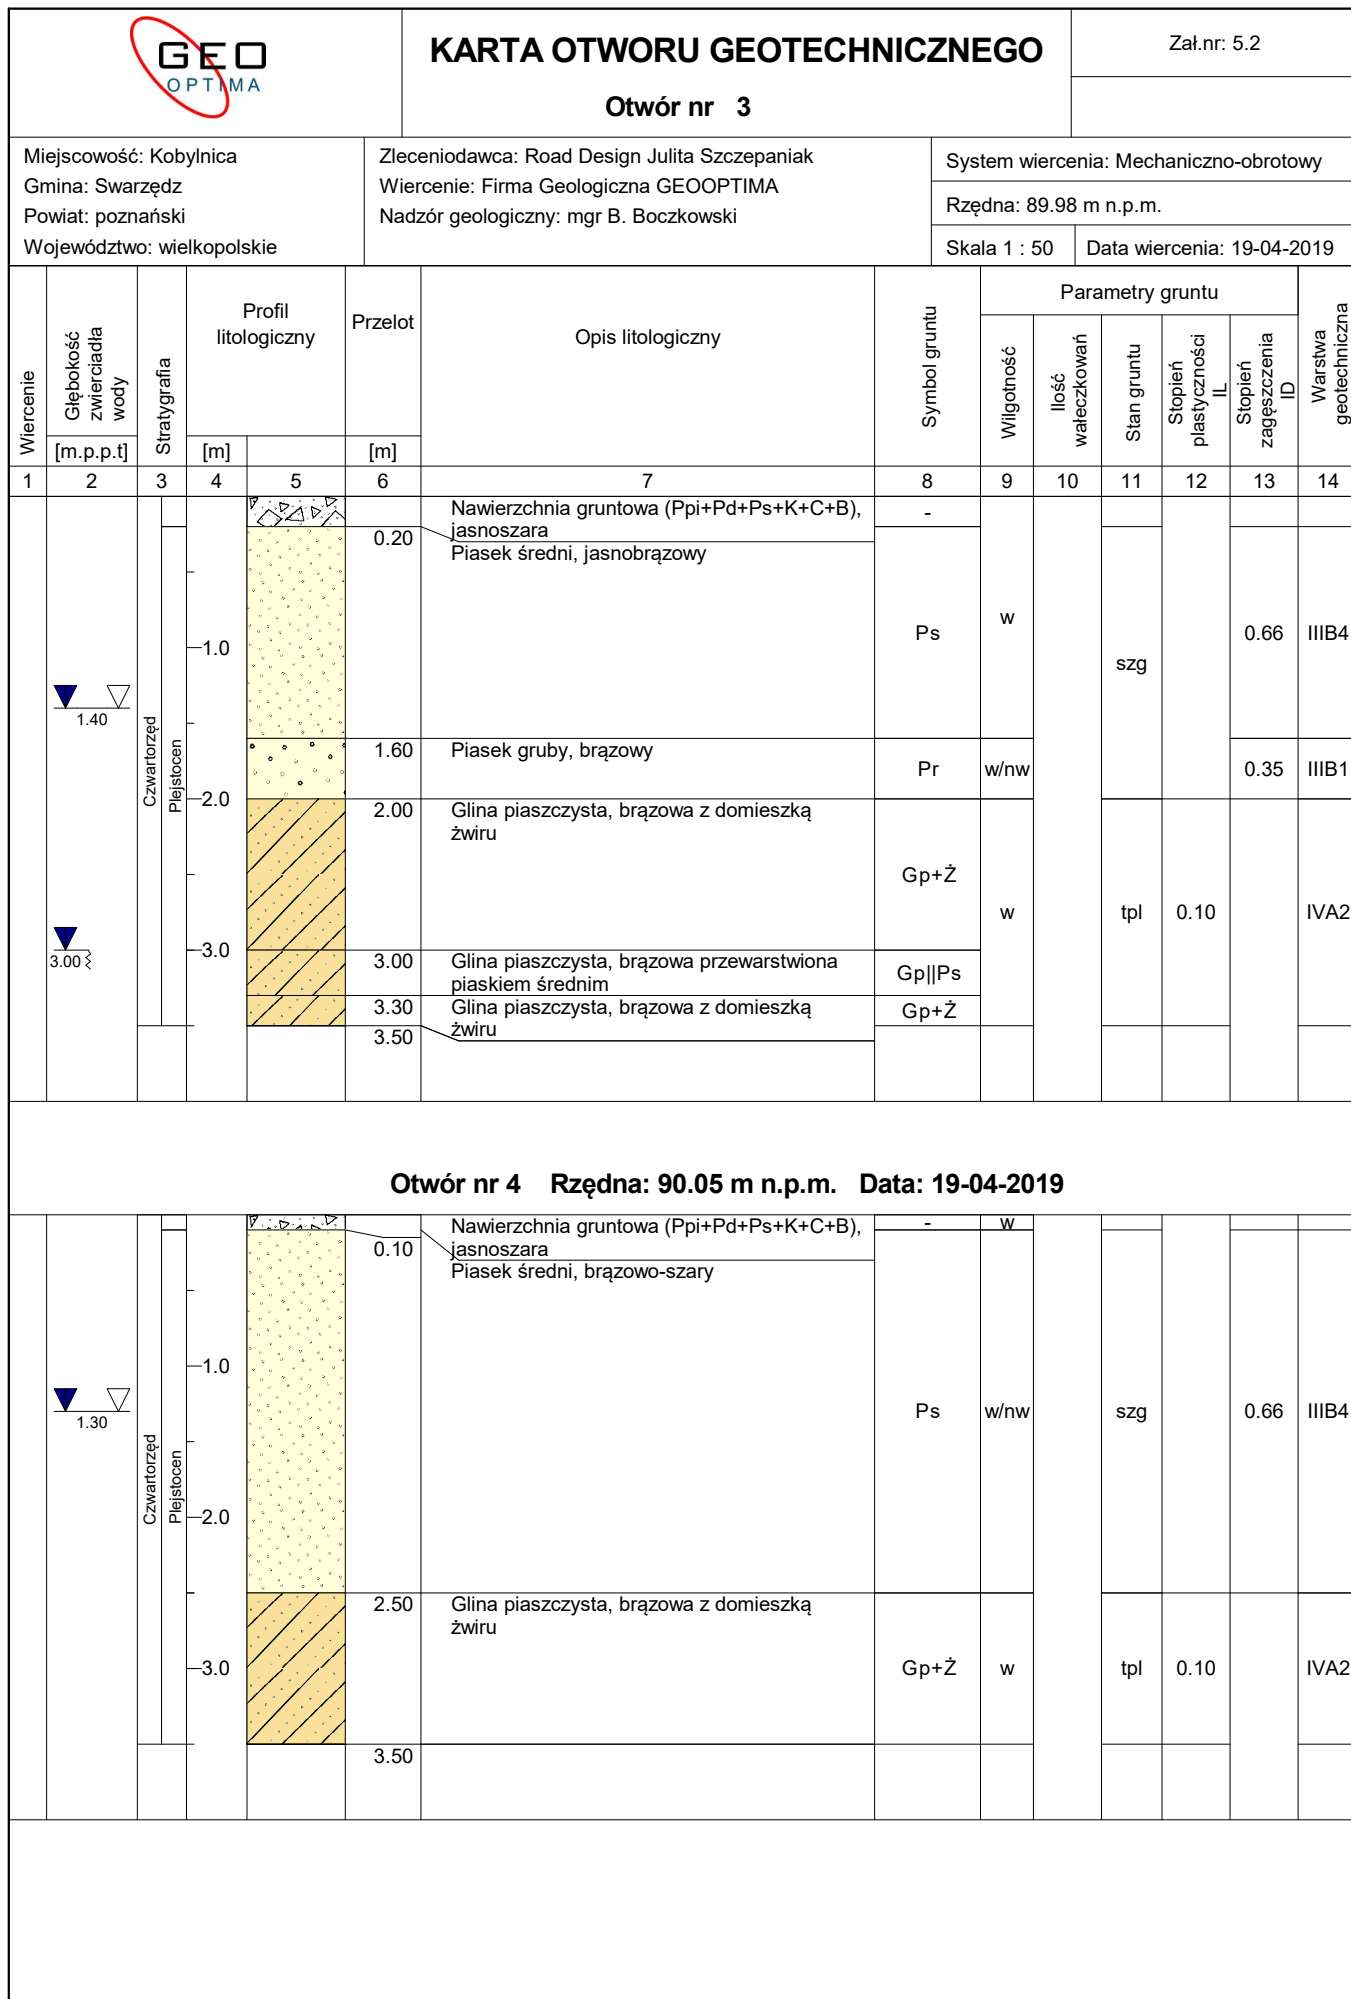 GEO
OPTIMA
KARTA OTWORU GEOTECHNICZNEGO
Otwór nr 3
Zał.nr: 5.2
Miejscowość: Kobylnica
Gmina: Swarzędz
Powiat: poznański
Województwo: wielkopolskie
Zleceniodawca: Road Design Julita Szczepaniak
Wiercenie: Firma Geologiczna GEOOPTIMA
Nadzór geologiczny: mgr B. Boczkowski
System wiercenia: Mechaniczno-obrotowy
Rzędna: 89.98 m n.p.m.
Skala 1 : 50
Data wiercenia: 19-04-2019
Wiercenie
Głębokość
zwierciadła
wody
[m.p.p.t]
Stratygrafia
Profil
litologiczny
[m]
Przelot
[m]
Opis litologiczny
Symbol gruntu
Parametry gruntu
Wilgotność
Ilość
wałeczkowań
Stan gruntu
Stopień
plastyczności
IL
Stopień
zagęszczenia
ID
Warstwa
geotechniczna
1 2 3 4 5 6 7 8 9 10 11 12 13 14
Nawierzchnia gruntowa (Ppi+Pd+Ps+K+C+B),
jasnoszara
-
0.20
Piasek średni, jasnobrązowy
1.0
Ps
w
szg
0.66
IIIB4
1.40
Czwartorzęd
Plejstocen
1.60
Piasek gruby, brązowy
Pr
w/nw
0.35
IIIB1
2.0
2.00
Glina piaszczysta, brązowa z domieszką
żwiru
Gp+Ż
w
tpl
0.10
IVA2
3.00
3.0
3.00
Glina piaszczysta, brązowa przewarstwiona
piaskiem średnim
Gp||Ps
3.30
Glina piaszczysta, brązowa z domieszką
żwiru
Gp+Ż
3.50
Otwór nr 4 Rzędna: 90.05 m n.p.m. Data: 19-04-2019
Nawierzchnia gruntowa (Ppi+Pd+Ps+K+C+B),
jasnoszara
-
w
0.10
Piasek średni, brązowo-szary
1.0
1.30
Ps
w/nw
szg
0.66
IIIB4
Czwartorzęd
Plejstocen
2.0
2.50
Glina piaszczysta, brązowa z domieszką
żwiru
3.0
Gp+Ż
w
tpl
0.10
IVA2
3.50